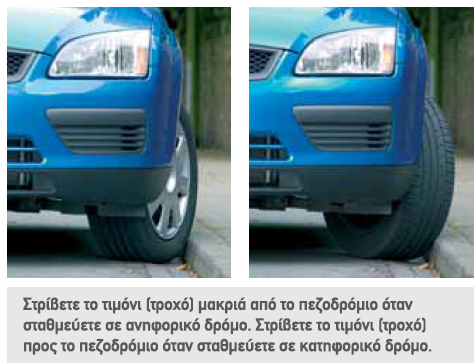 Στρίβετε το τιμόνι (τροχό) μακριά από το πεζοδρόμιο όταν
σταθμεύετε σε ανηφορικό δρόμο. Στρίβετε το τιμόνι (τροχό)
προς το πεζοδρόμιο όταν σταθμεύετε σε κατηφορικό δρόμο.